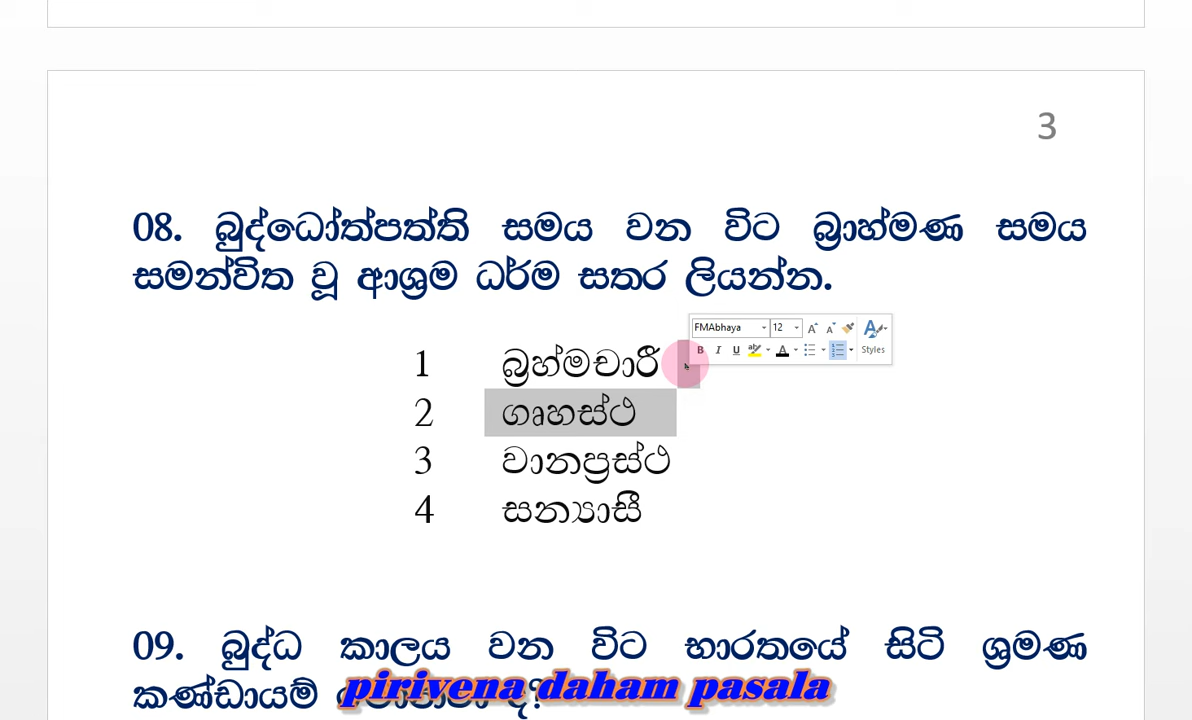 3
08. බුද්ධෝත්පත්ති සමය වන විට බ්‍රාහ්මණ සමය
සමන්විත වූ ආශ්‍රම ධර්ම සතර ලියන්න.
FMAbhaya 12
B I U Styles
1 බ්‍රහ්මචාරී
2 ගෘහස්ථ
3 වානප්‍රස්ථ
4 සන්‍යාසී
09. බුද්ධ කාලය වන විට භාරතයේ සිටි ශ්‍රමණ
කණ්ඩායම් ද?
pirivena daham pasala